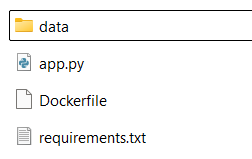 data
app.py
Dockerfile
requirements.txt